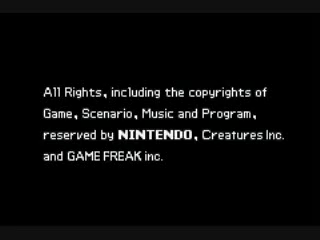 All Rights, including the copyrights of
Game, Scenario, Music and Program,
reserved by NINTENDO, Creatures Inc.
and GAME FREAK inc.